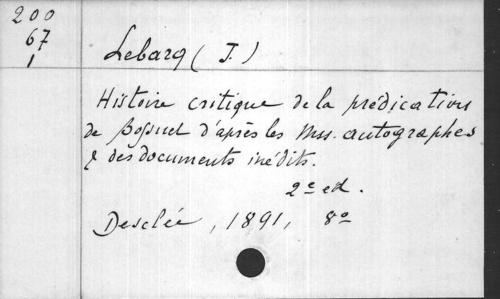 200
67
1
Lebarq (J.)
Histoire critique de la prédication
de Bossuet d'après les Mss. autographes
& des documents inédits.
2e ed.
Desclée, 1891, 8o